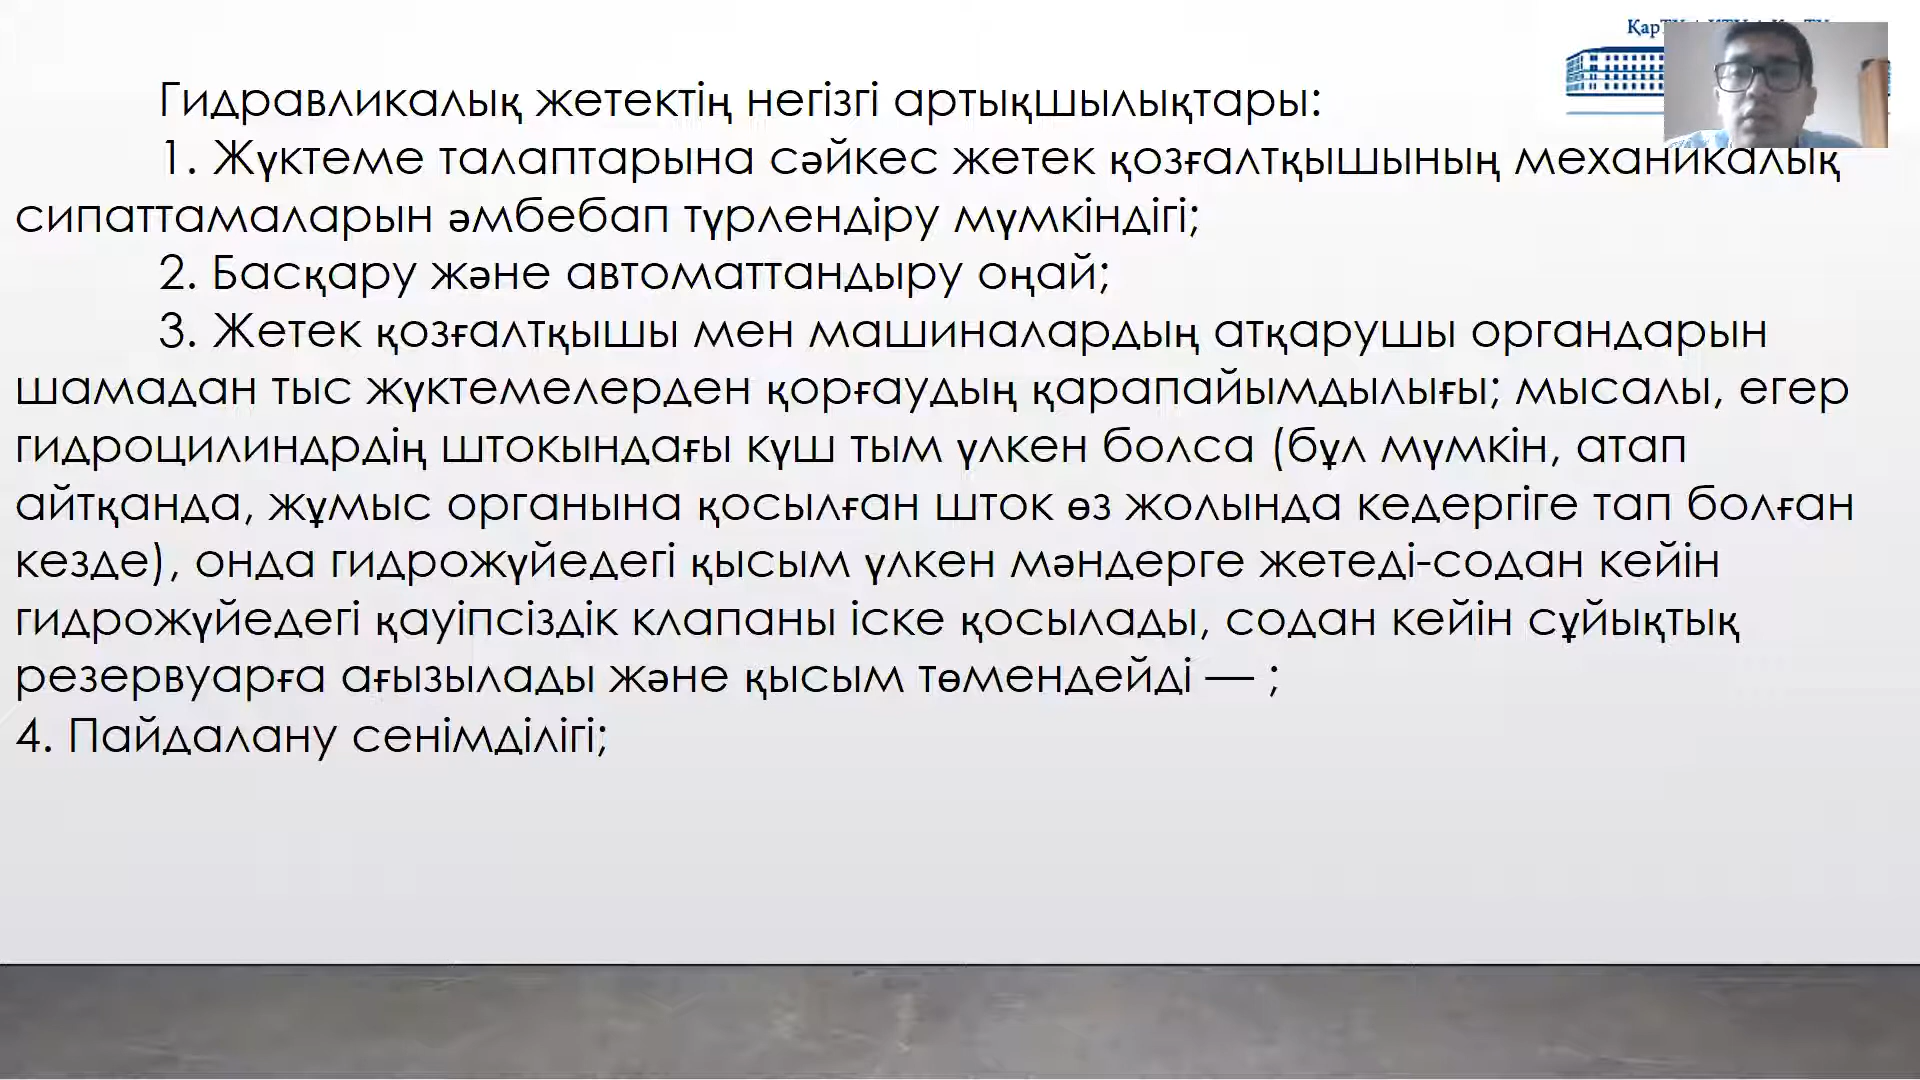 Гидравликалық жетектің негізгі артықшылықтары:
1. Жүктеме талаптарына сәйкес жетек қозғалтқышының механикалық
сипаттамаларын әмбебап түрлендіру мүмкіндігі;
2. Басқару және автоматтандыру оңай;
3. Жетек қозғалтқышы мен машиналардың атқарушы органдарын
шамадан тыс жүктемелерден қорғаудың қарапайымдылығы; мысалы, егер
гидроцилиндрдің штокындағы күш тым үлкен болса (бұл мүмкін, атап
айтқанда, жұмыс органына қосылған шток өз жолында кедергіге тап болған
кезде), онда гидрожүйедегі қысым үлкен мәндерге жетеді-содан кейін
гидрожүйедегі қауіпсіздік клапаны іске қосылады, содан кейін сұйықтық
резервуарға ағызылады және қысым төмендейді — ;
4. Пайдалану сенімділігі;